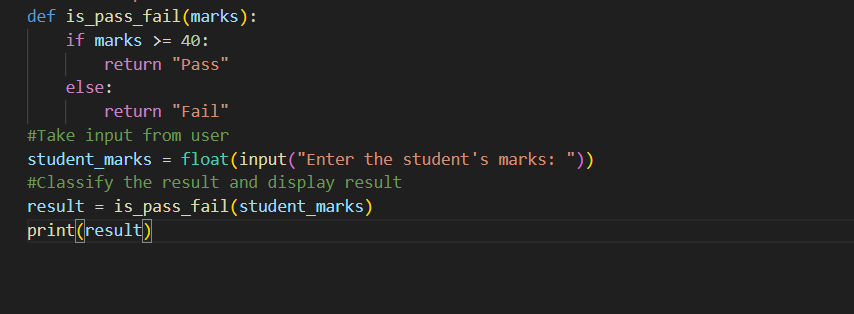 def is_pass_fail(marks):
    if marks >= 40:
        return "Pass"
    else:
        return "Fail"
#Take input from user
student_marks = float(input("Enter the student's marks: "))
#Classify the result and display result
result = is_pass_fail(student_marks)
print(result)